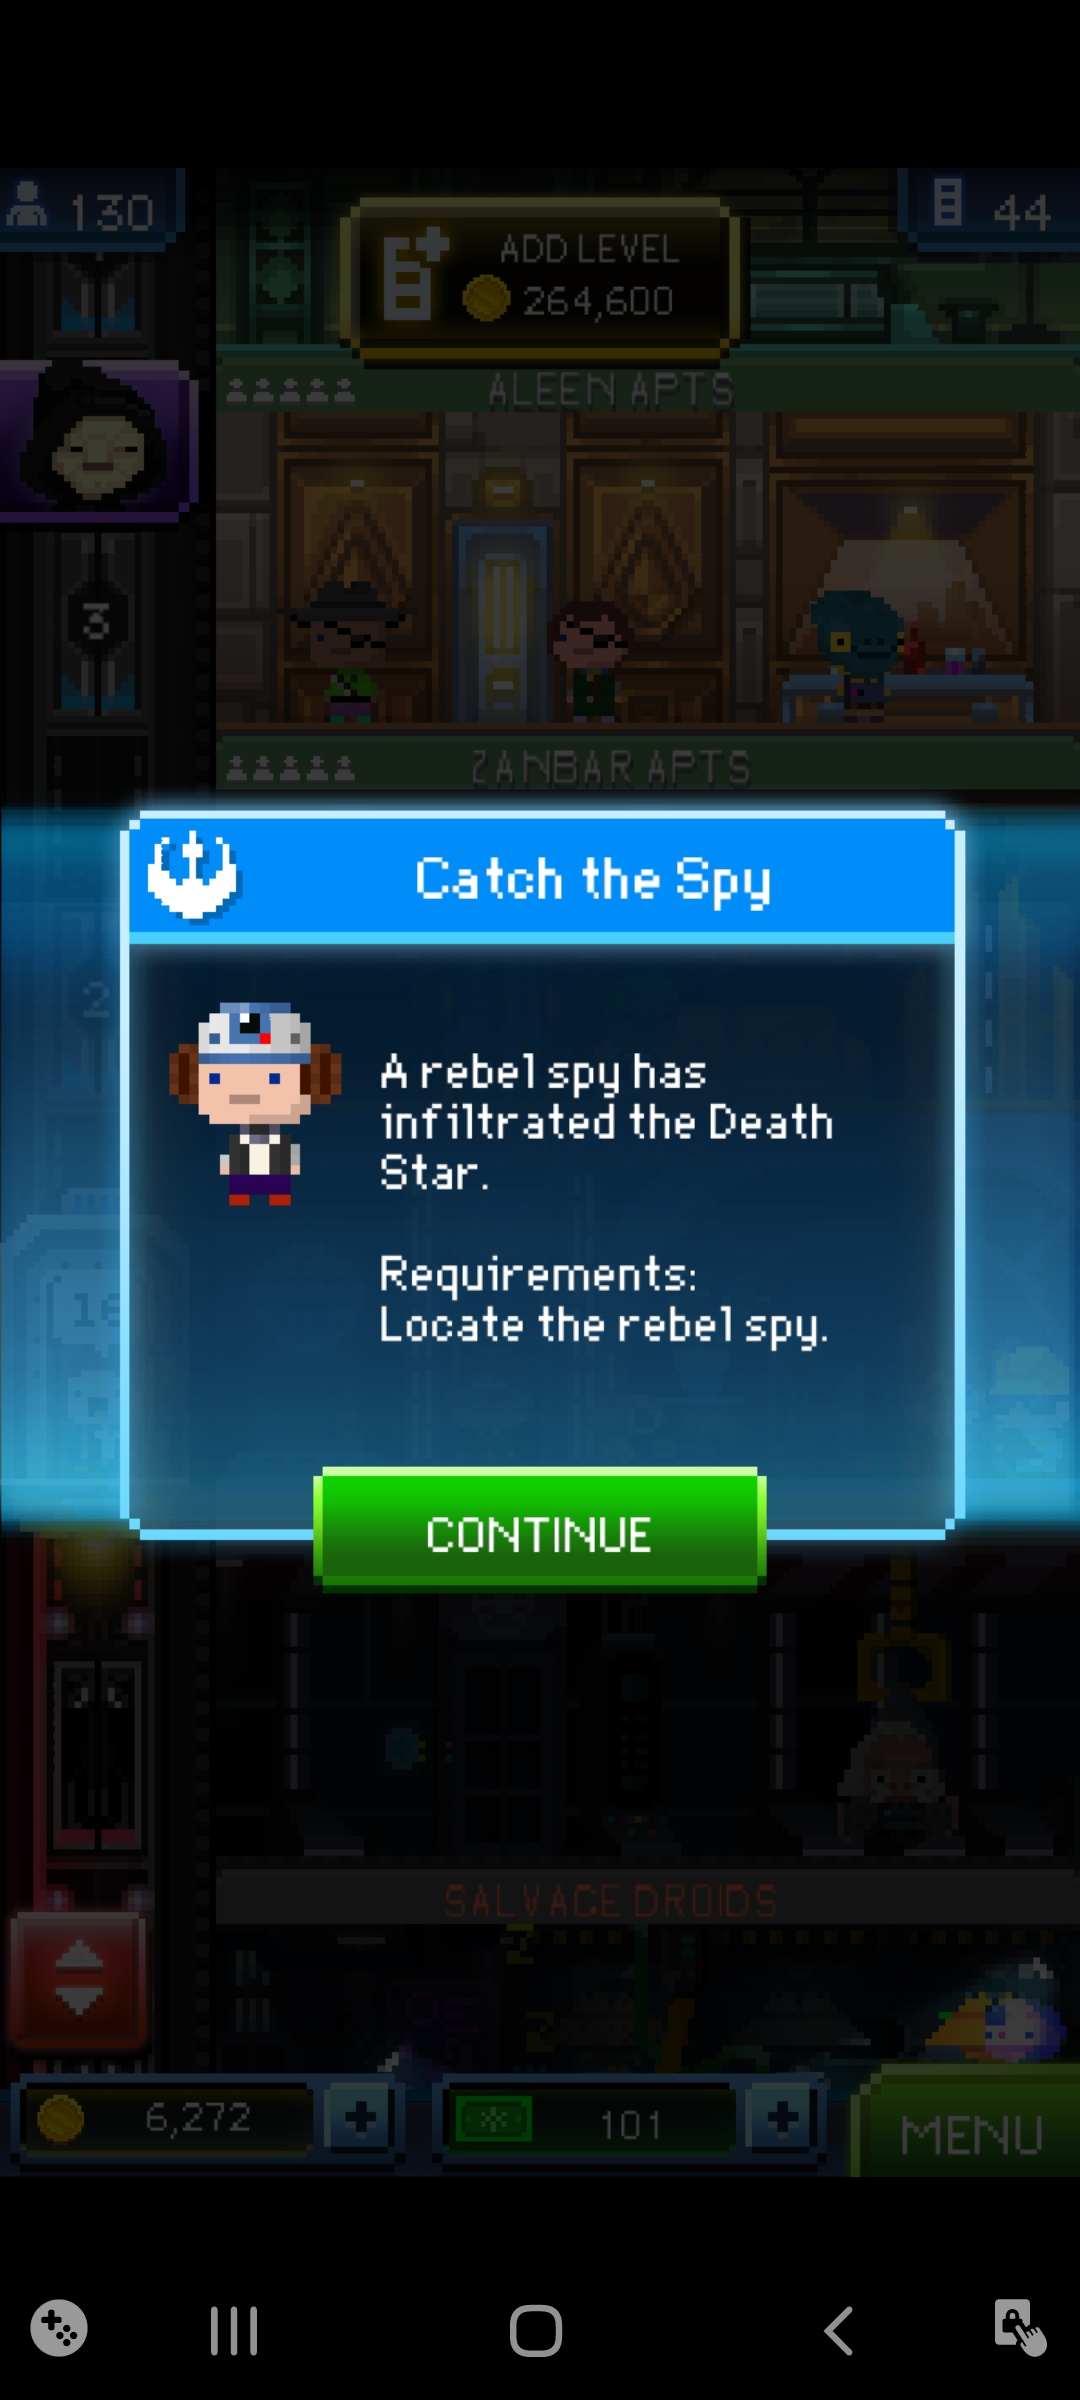 130
44
ADD LEVEL
264,600
ALEEN APTS
3
ZANBAR APTS
Catch the Spy
2
A rebel spy has
infiltrated the Death
Star.
Requirements:
Locate the rebel spy.
CONTINUE
SALVAGE DROIDS
6,272
101
MENU